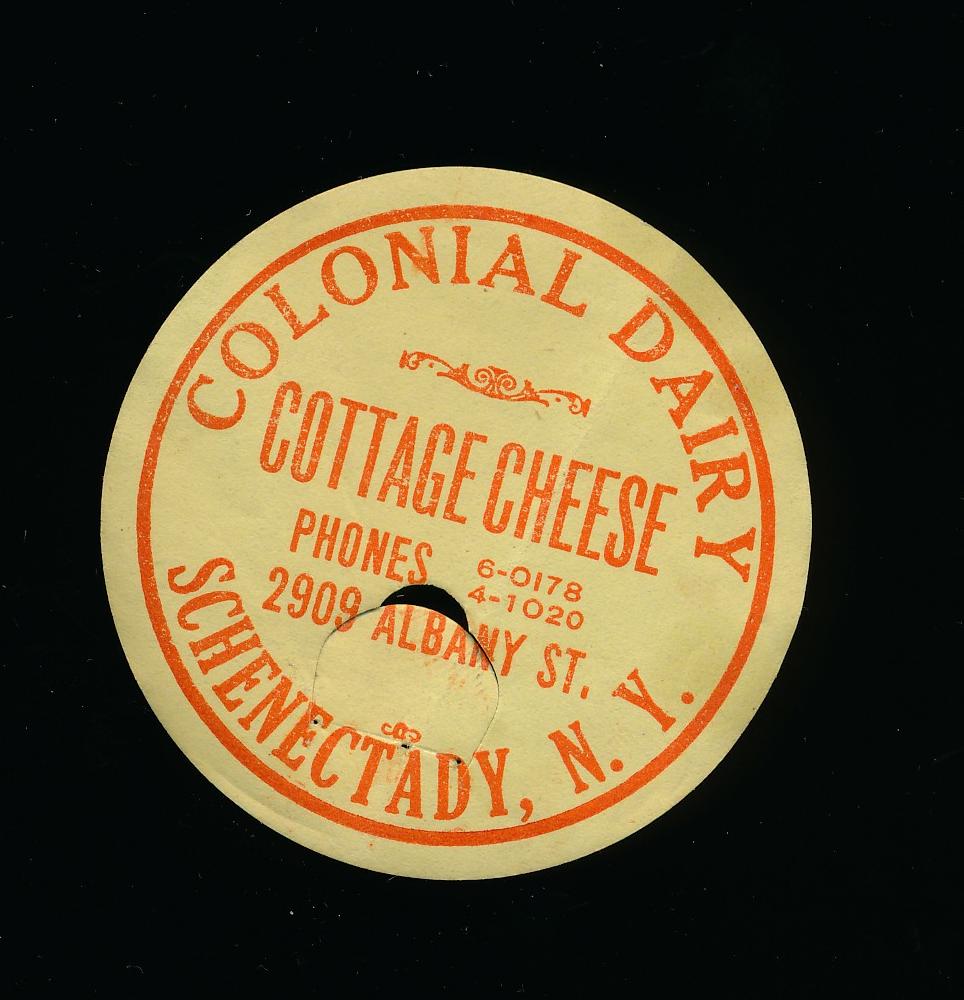 COLONIAL DAIRY
COTTAGE CHEESE
PHONES 6-0178
4-1020
2909 ALBANY ST.
SCHENECTADY, N. Y.